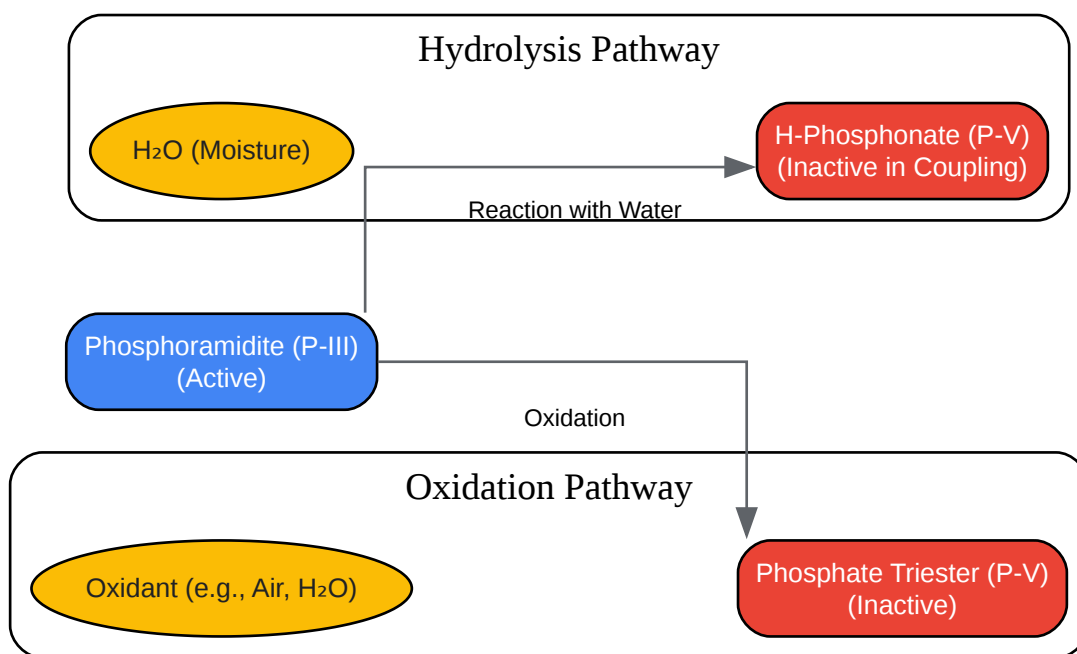 Hydrolysis Pathway
H₂O (Moisture)
H-Phosphonate (P-V)
(Inactive in Coupling)
Reaction with Water
Phosphoramidite (P-III)
(Active)
Oxidation
Oxidation Pathway
Oxidant (e.g., Air, H₂O)
Phosphate Triester (P-V)
(Inactive)